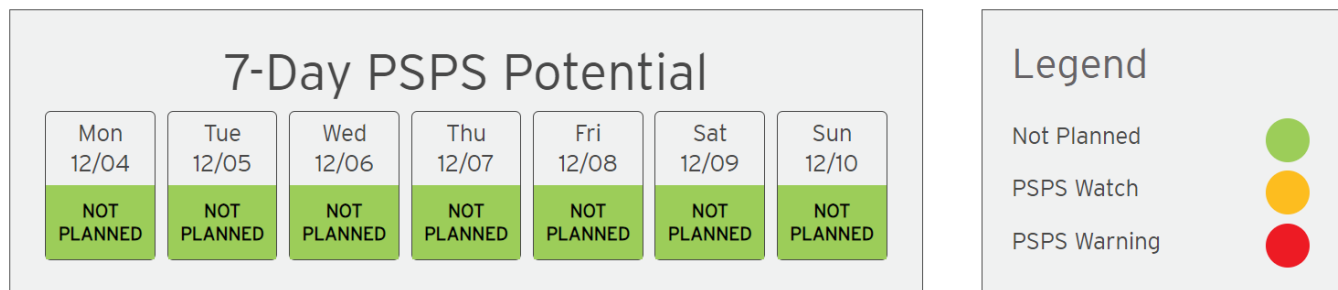 7-Day PSPS Potential
Mon
12/04
NOT
PLANNED
Tue
12/05
NOT
PLANNED
Wed
12/06
NOT
PLANNED
Thu
12/07
NOT
PLANNED
Fri
12/08
NOT
PLANNED
Sat
12/09
NOT
PLANNED
Sun
12/10
NOT
PLANNED
Legend
Not Planned
PSPS Watch
PSPS Warning